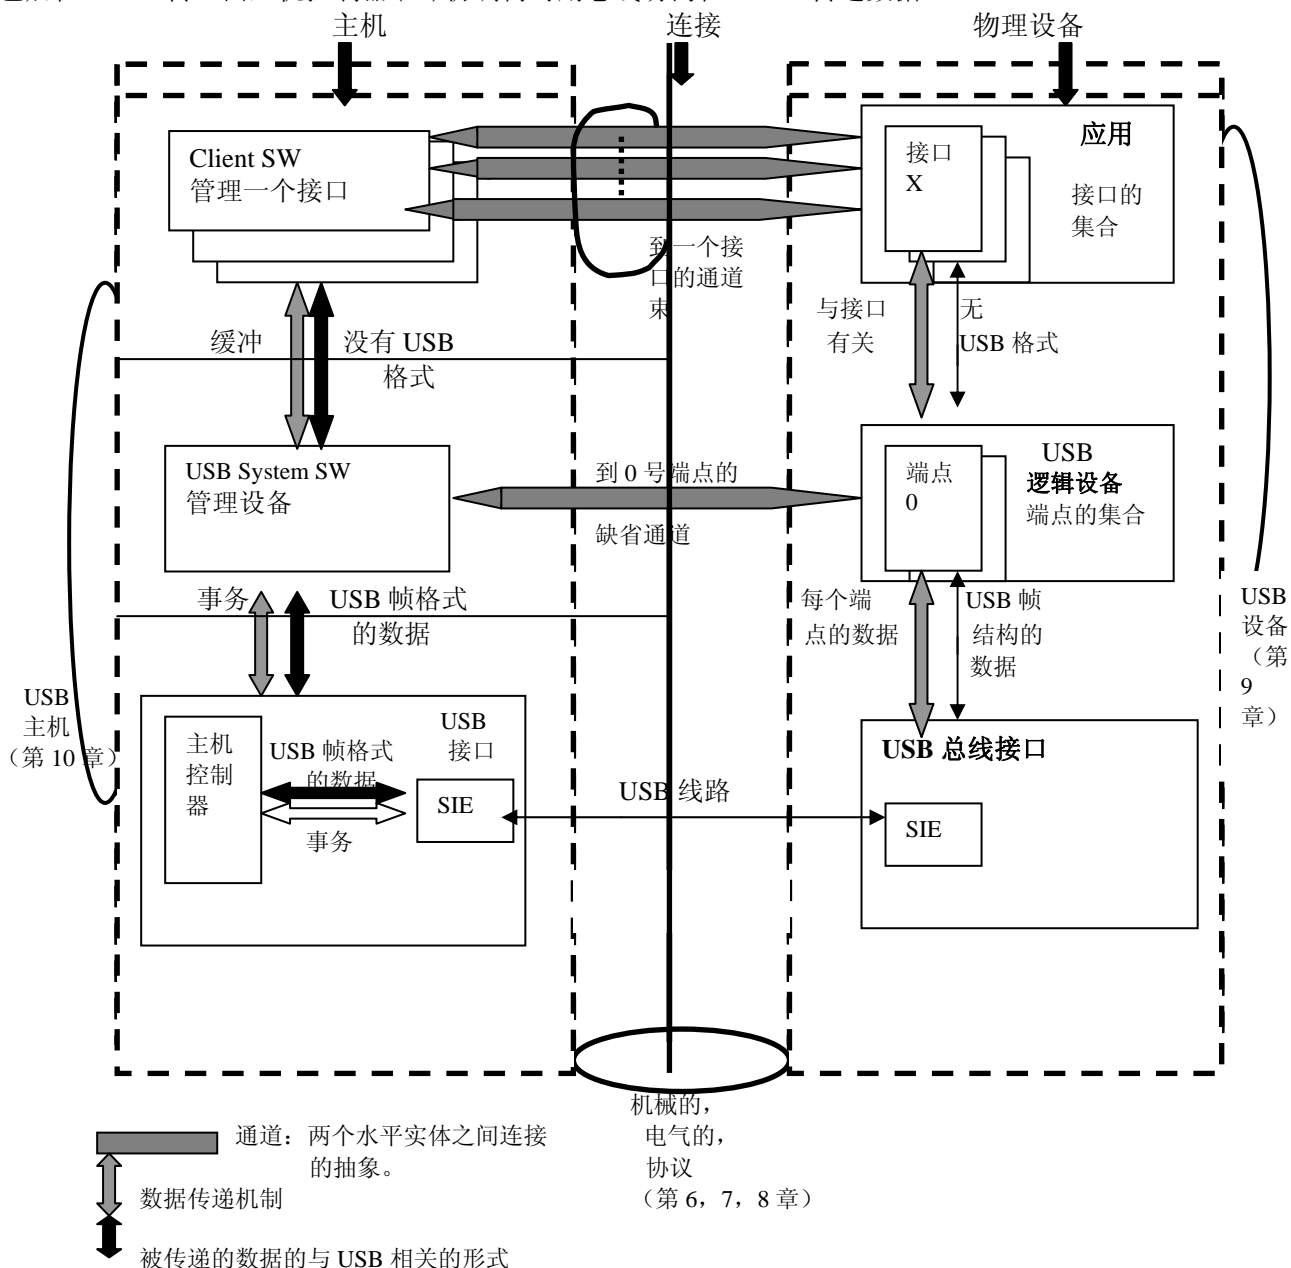 主机
连接
物理设备
Client SW
管理一个接口
接口
X
应用
接口的
集合
到一个接
口的通道
束
缓冲
没有 USB
格式
与接口
有关
无
USB 格式
USB System SW
管理设备
到 0 号端点的
缺省通道
端点
0
USB
逻辑设备
端点的集合
事务
USB 帧格式
的数据
每个端
点的数据
USB 帧
结构的
数据
USB
设备
（第
9
章）
USB
主机
（第 10 章）
主机
控制
器
USB
接口
USB 帧格式
的数据
SIE
事务
USB 线路
USB 总线接口
SIE
机械的，
电气的，
协议
（第 6，7，8 章）
通道：两个水平实体之间连接
的抽象。
数据传递机制
被传递的数据的与 USB 相关的形式